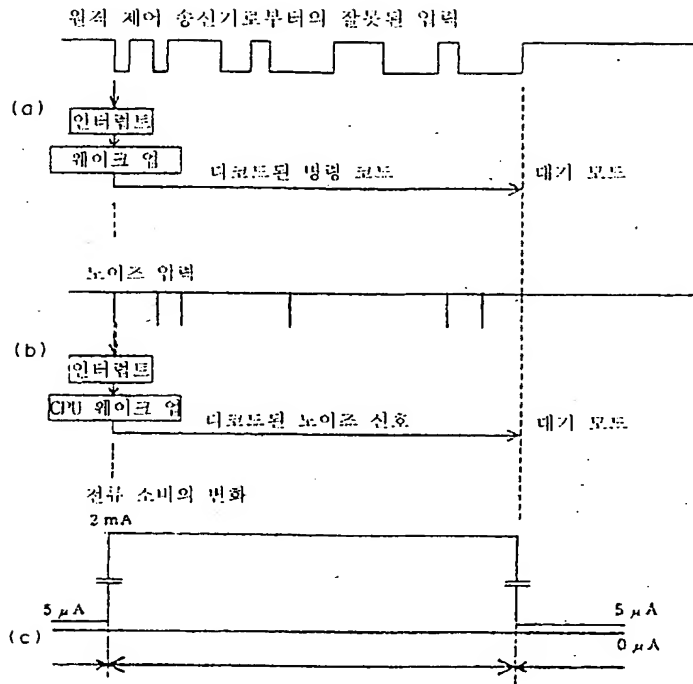 원격 제어 송신기로부터의 잘못된 입력
(a)
인터럽트
웨이크 업
디코드된 명령 코드
대기 모드
노이즈 입력
(b)
인터럽트
CPU 웨이크 업
디코드된 노이즈 신호
대기 모드
전류 소비의 변화
2 mA
5 μA
5 μA
(c)
0 μA